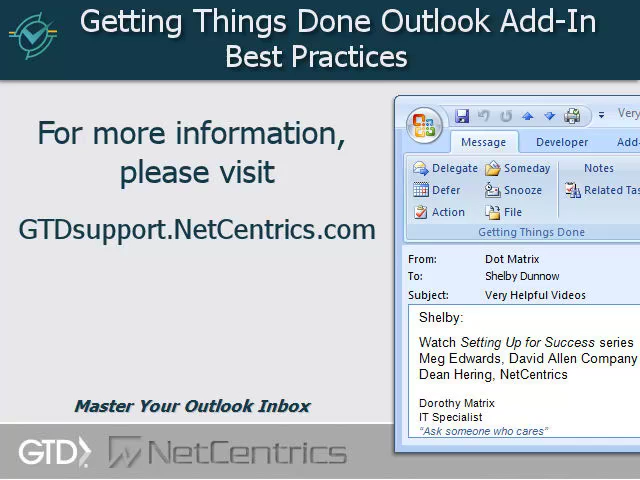 Getting Things Done Outlook Add-In
Best Practices
For more information,
please visit
GTDsupport.NetCentrics.com
Master Your Outlook Inbox
GTD NetCentrics
Very
Message Developer Add-
Delegate Someday Notes
Defer Snooze Related Tas
Action File
Getting Things Done
From: Dot Matrix
To: Shelby Dunnow
Subject: Very Helpful Videos
Shelby:
Watch Setting Up for Success series
Meg Edwards, David Allen Company
Dean Hering, NetCentrics
Dorothy Matrix
IT Specialist
"Ask someone who cares"